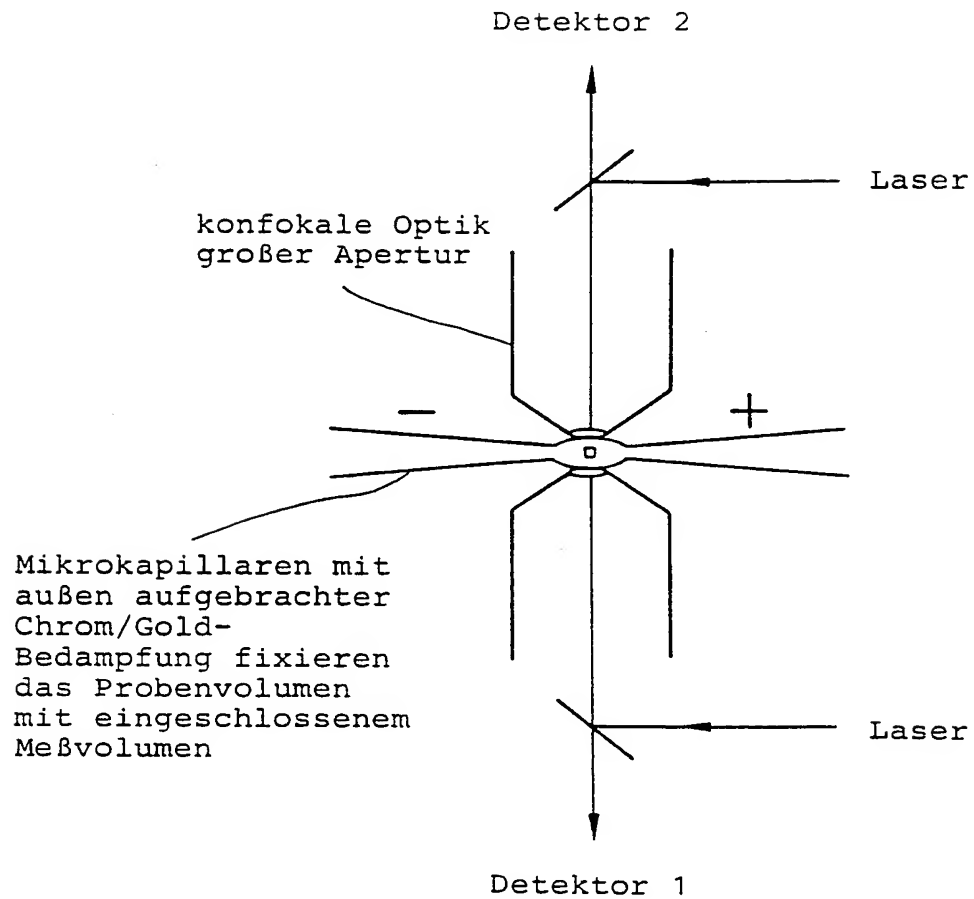 Detektor 2
Laser
konfokale Optik
großer Apertur
− +
Mikrokapillaren mit
außen aufgebrachter
Chrom/Gold-
Bedampfung fixieren
das Probenvolumen
mit eingeschlossenem
Meßvolumen
Laser
Detektor 1